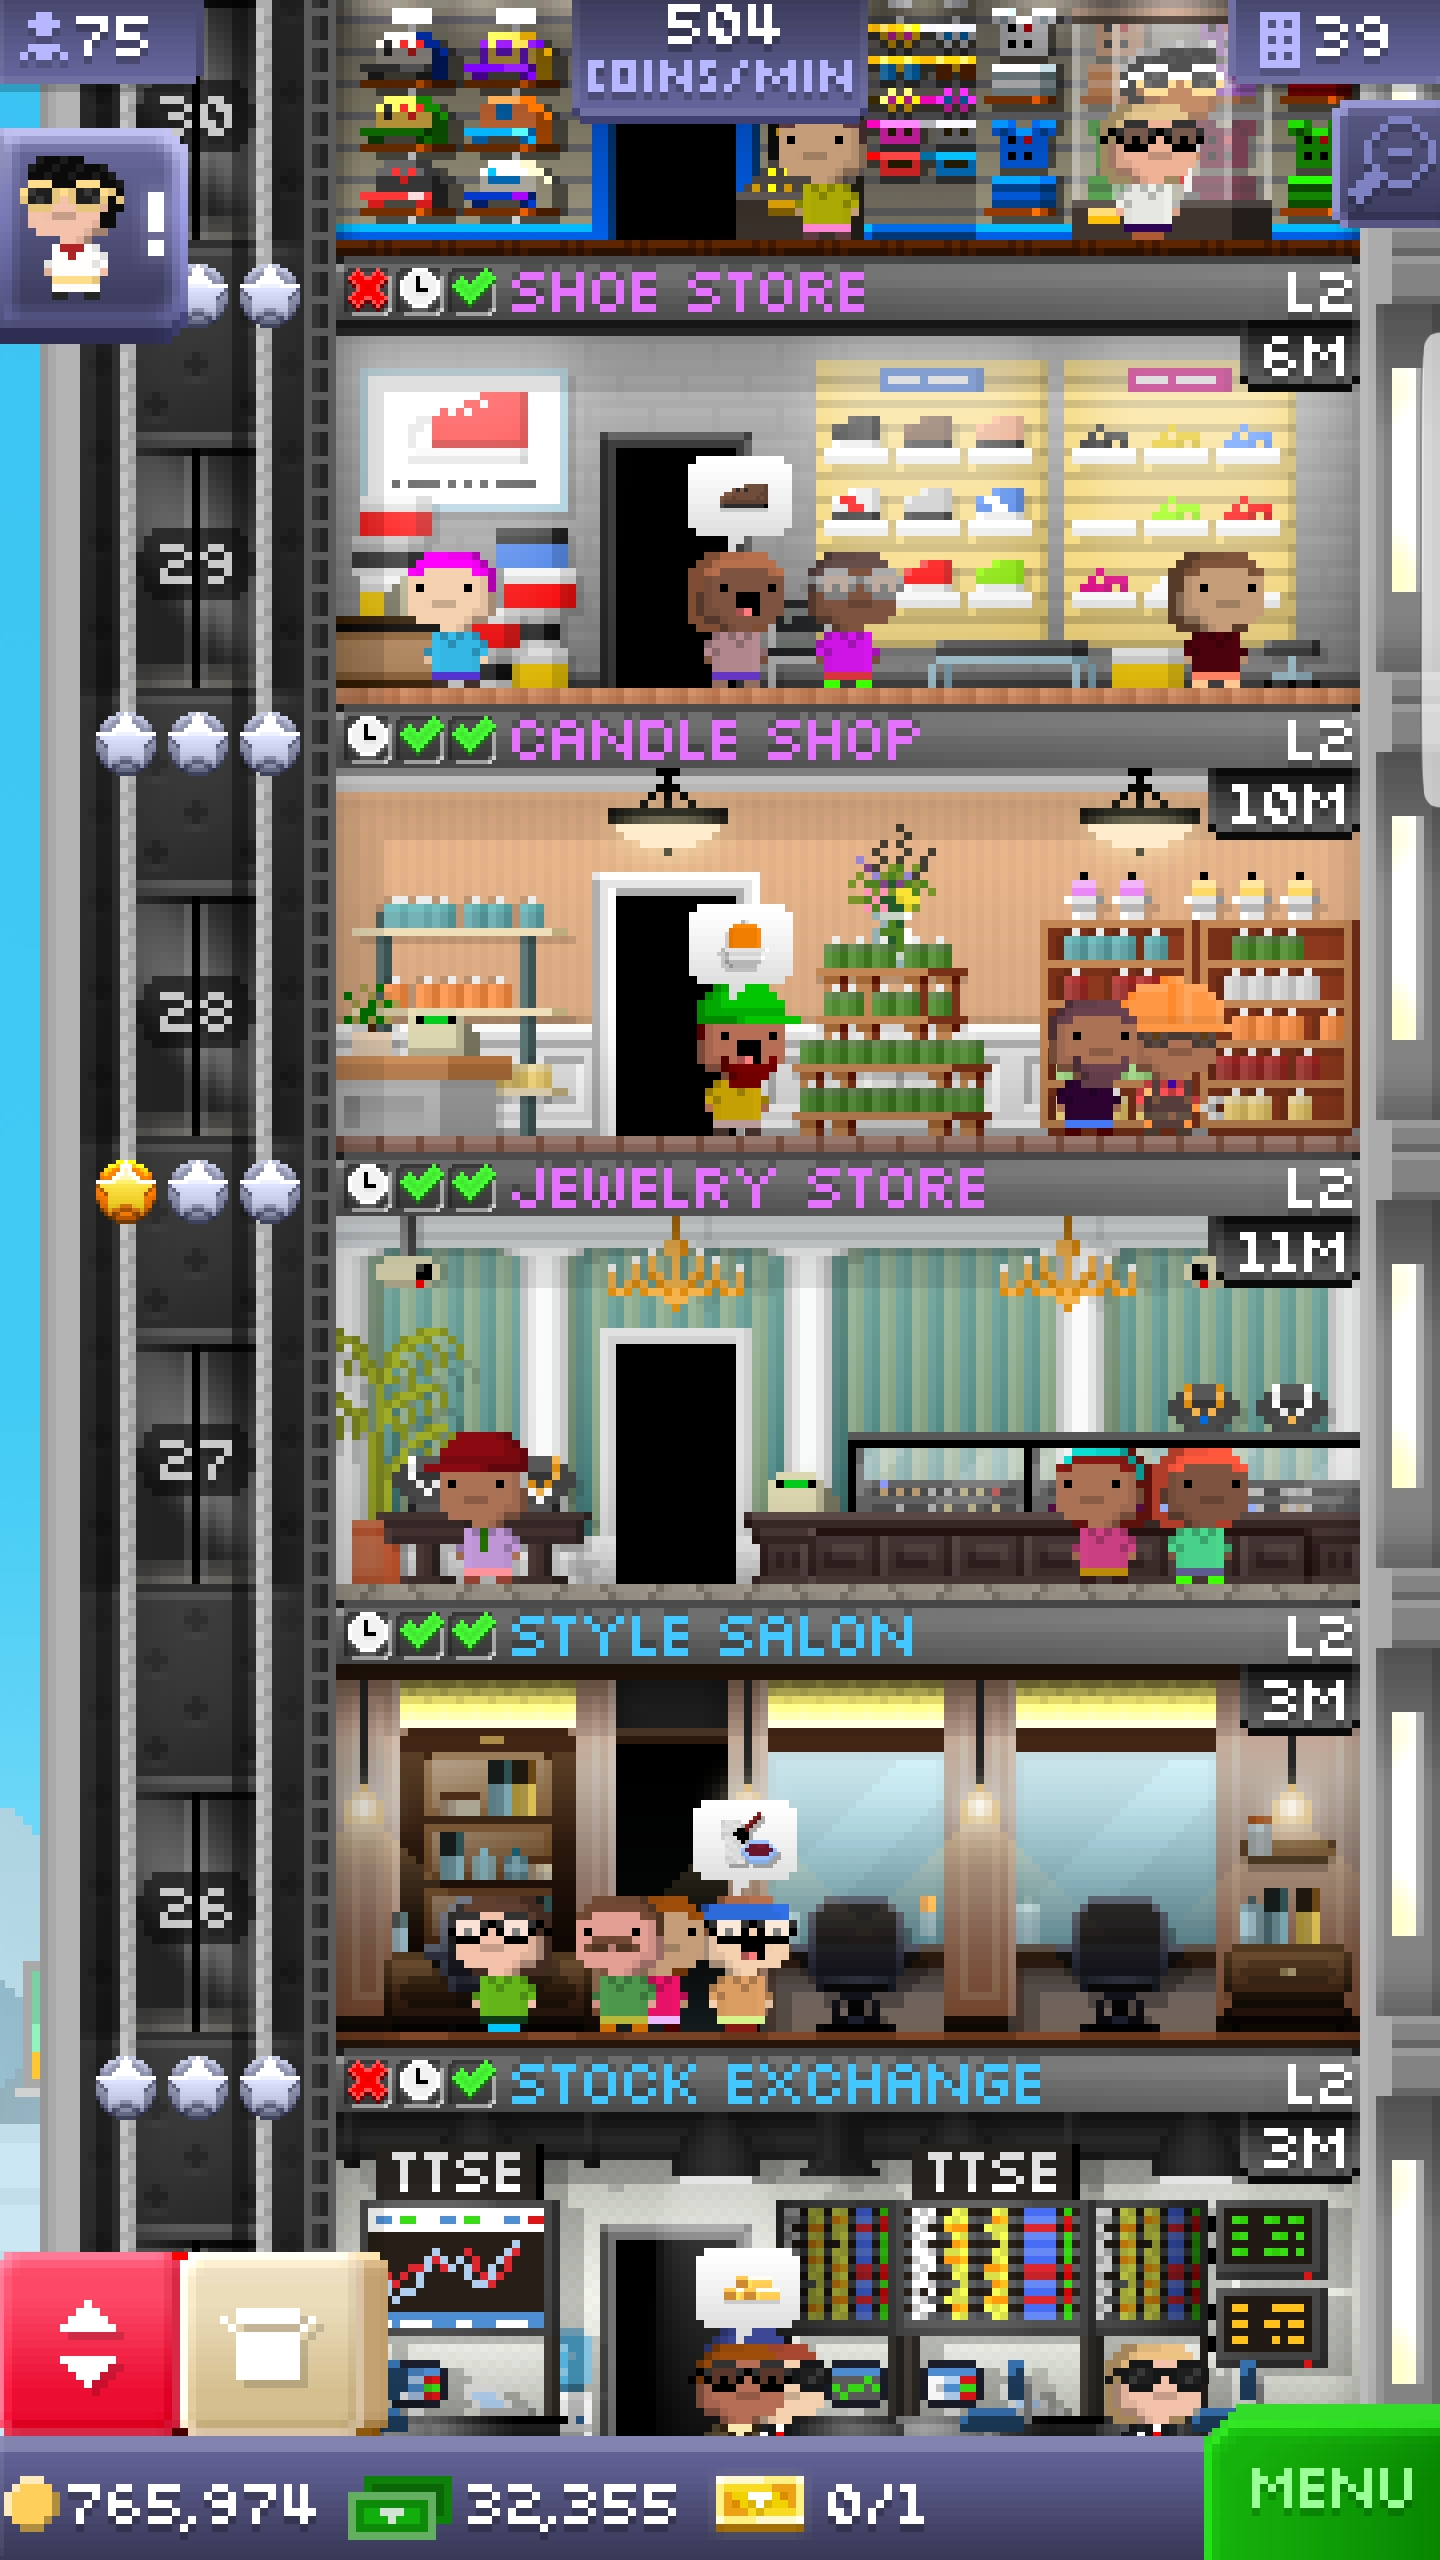 75
504
COINS/MIN
39
30
!
SHOE STORE L2
6M
29
CANDLE SHOP L2
10M
28
JEWELRY STORE L2
11M
27
STYLE SALON L2
3M
26
STOCK EXCHANGE L2
3M
TTSE TTSE
765,974 32,355 0/1
MENU